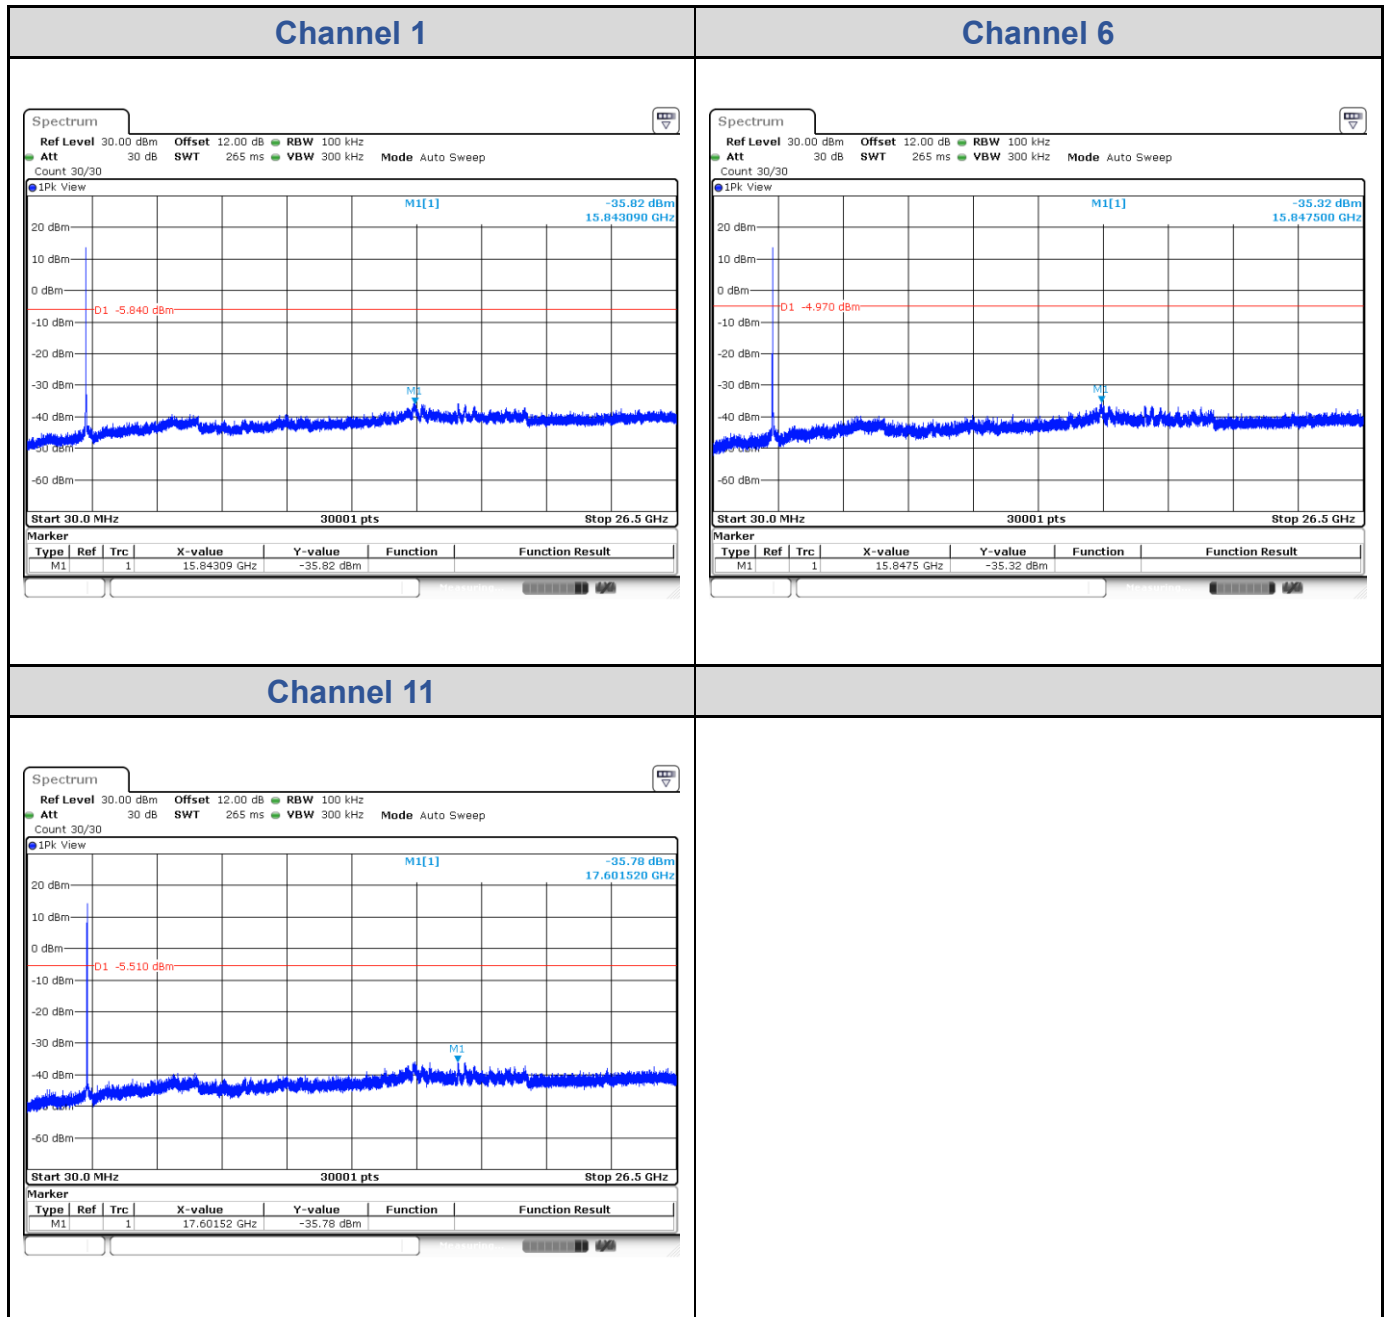 Channel 1
Spectrum
Ref Level 30.00 dBm Offset 12.00 dB RBW 100 kHz
Att 30 dB SWT 265 ms VBW 300 kHz Mode Auto Sweep
Count 30/30
1Pk View
M1[1] -35.82 dBm
15.843090 GHz
20 dBm
10 dBm
0 dBm
D1 -5.840 dBm
-10 dBm
-20 dBm
-30 dBm
M1
-40 dBm
-50 dBm
-60 dBm
Start 30.0 MHz 30001 pts Stop 26.5 GHz
Marker
Type Ref Trc X-value Y-value Function Function Result
M1 1 15.84309 GHz -35.82 dBm
Measuring
Channel 6
Spectrum
Ref Level 30.00 dBm Offset 12.00 dB RBW 100 kHz
Att 30 dB SWT 265 ms VBW 300 kHz Mode Auto Sweep
Count 30/30
1Pk View
M1[1] -35.32 dBm
15.847500 GHz
20 dBm
10 dBm
0 dBm
D1 -4.970 dBm
-10 dBm
-20 dBm
-30 dBm
M1
-40 dBm
-50 dBm
-60 dBm
Start 30.0 MHz 30001 pts Stop 26.5 GHz
Marker
Type Ref Trc X-value Y-value Function Function Result
M1 1 15.8475 GHz -35.32 dBm
Measuring
Channel 11
Spectrum
Ref Level 30.00 dBm Offset 12.00 dB RBW 100 kHz
Att 30 dB SWT 265 ms VBW 300 kHz Mode Auto Sweep
Count 30/30
1Pk View
M1[1] -35.78 dBm
17.601520 GHz
20 dBm
10 dBm
0 dBm
D1 -5.510 dBm
-10 dBm
-20 dBm
-30 dBm
M1
-40 dBm
-50 dBm
-60 dBm
Start 30.0 MHz 30001 pts Stop 26.5 GHz
Marker
Type Ref Trc X-value Y-value Function Function Result
M1 1 17.60152 GHz -35.78 dBm
Measuring